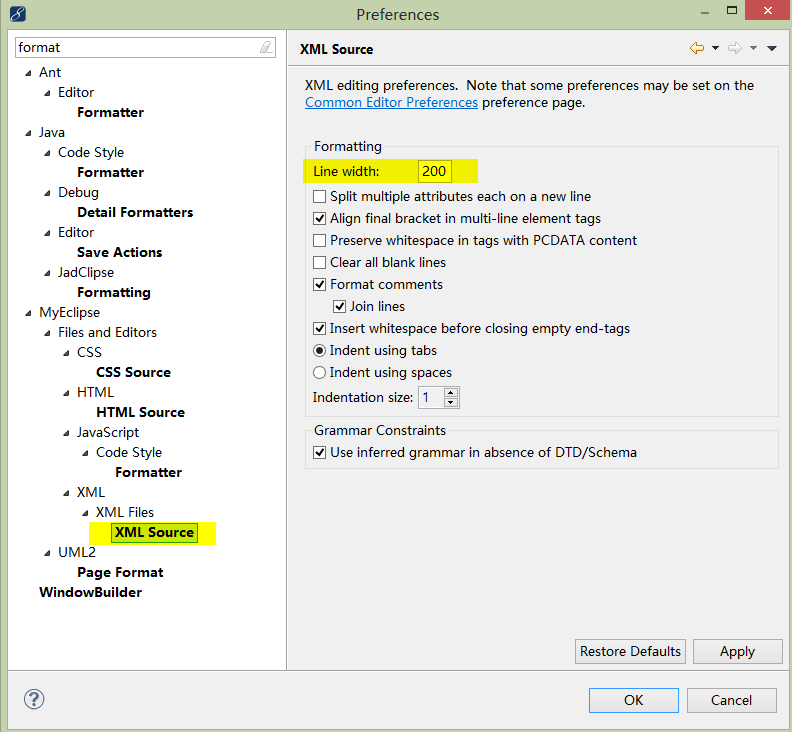 Preferences
format
Ant
Editor
Formatter
Java
Code Style
Formatter
Debug
Detail Formatters
Editor
Save Actions
JadClipse
Formatting
MyEclipse
Files and Editors
CSS
CSS Source
HTML
HTML Source
JavaScript
Code Style
Formatter
XML
XML Files
XML Source
UML2
Page Format
WindowBuilder
XML Source
XML editing preferences.  Note that some preferences may be set on the
Common Editor Preferences preference page.
Formatting
Line width: 200
Split multiple attributes each on a new line
Align final bracket in multi-line element tags
Preserve whitespace in tags with PCDATA content
Clear all blank lines
Format comments
Join lines
Insert whitespace before closing empty end-tags
Indent using tabs
Indent using spaces
Indentation size: 1
Grammar Constraints
Use inferred grammar in absence of DTD/Schema
Restore Defaults Apply
? OK Cancel